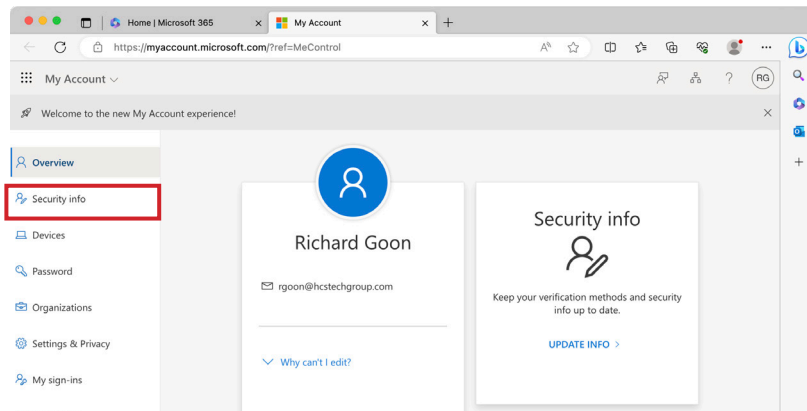 Home | Microsoft 365
My Account
https://myaccount.microsoft.com/?ref=MeControl
My Account
RG
Welcome to the new My Account experience!
Overview
Security info
Devices
Password
Organizations
Settings & Privacy
My sign-ins
Richard Goon
rgoon@hcstechgroup.com
Why can't I edit?
Security info
Keep your verification methods and security
info up to date.
UPDATE INFO